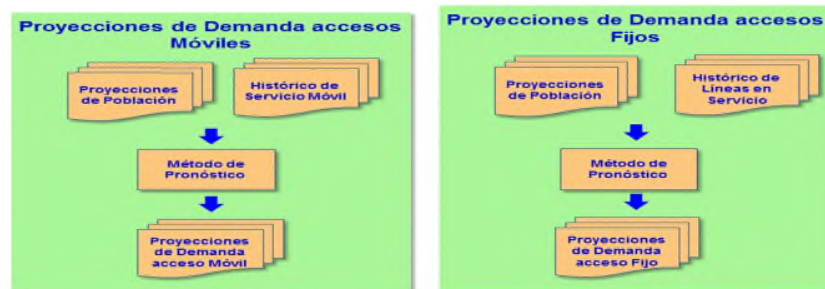 Proyecciones de Demanda accesos
Móviles
Proyecciones
de Población
Histórico de
Servicio Móvil
Método de
Pronóstico
Proyecciones
de Demanda
acceso Móvil
Proyecciones de Demanda accesos
Fijos
Proyecciones
de Población
Histórico de
Líneas en
Servicio
Método de
Pronóstico
Proyecciones
de Demanda
acceso Fijo